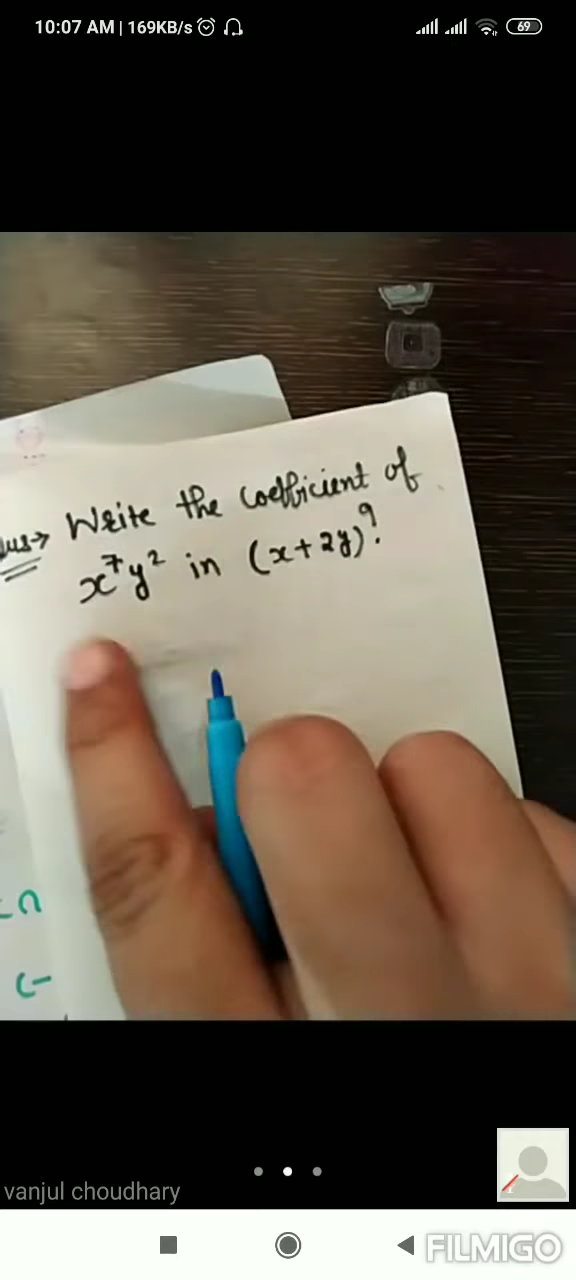 10:07 AM | 169KB/s
69
Write the coefficient of
x⁷y² in (x+2y)⁹?
vanjul choudhary
FILMIGO